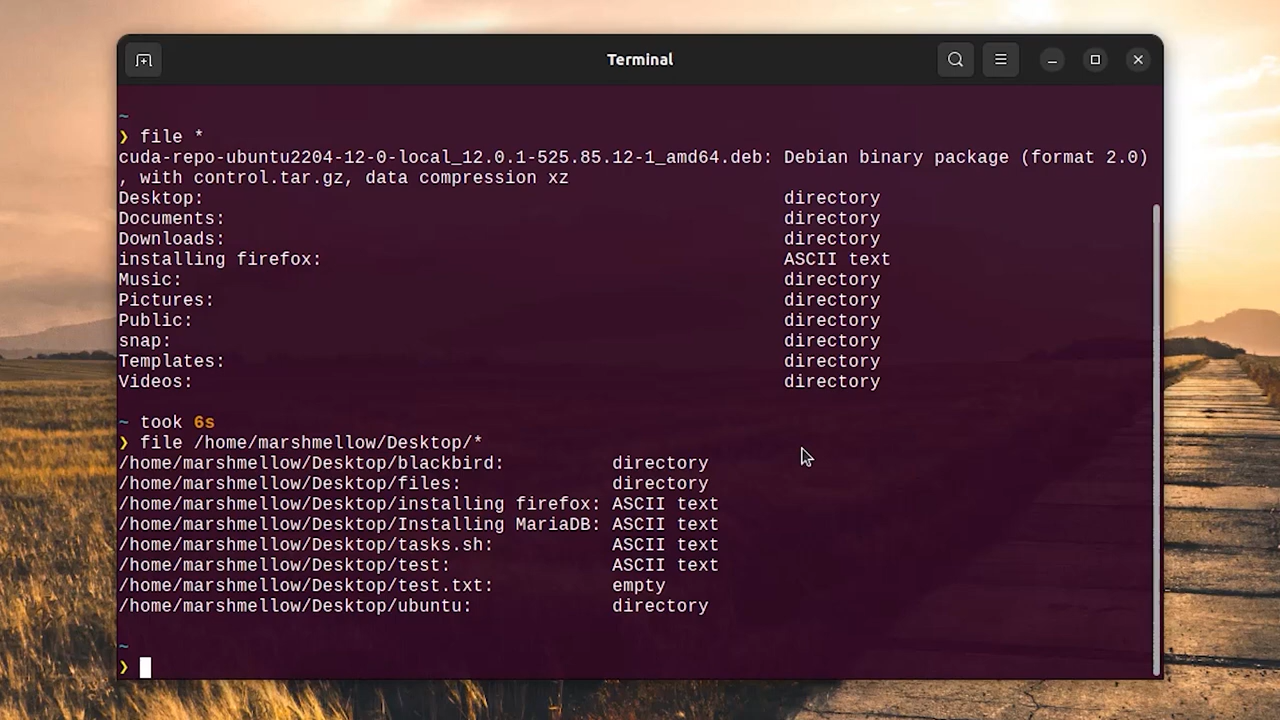 Terminal
~
❯ file *
cuda-repo-ubuntu2204-12-0-local_12.0.1-525.85.12-1_amd64.deb: Debian binary package (format 2.0)
, with control.tar.gz, data compression xz
Desktop: directory
Documents: directory
Downloads: directory
installing firefox: ASCII text
Music: directory
Pictures: directory
Public: directory
snap: directory
Templates: directory
Videos: directory
~ took 6s
❯ file /home/marshmellow/Desktop/*
/home/marshmellow/Desktop/blackbird: directory
/home/marshmellow/Desktop/files: directory
/home/marshmellow/Desktop/installing firefox: ASCII text
/home/marshmellow/Desktop/Installing MariaDB: ASCII text
/home/marshmellow/Desktop/tasks.sh: ASCII text
/home/marshmellow/Desktop/test: ASCII text
/home/marshmellow/Desktop/test.txt: empty
/home/marshmellow/Desktop/ubuntu: directory
~
❯